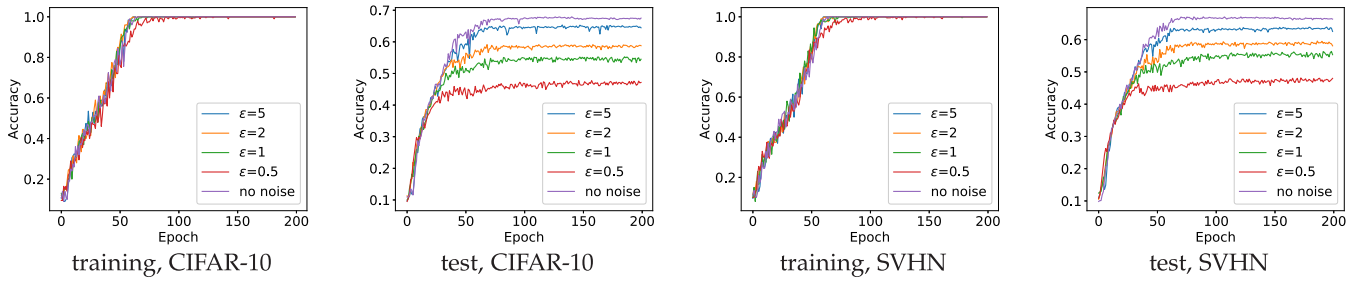 Accuracy
1.0
0.8
0.6
0.4
0.2
0
50
100
150
200
Epoch
ε=5
ε=2
ε=1
ε=0.5
no noise
training, CIFAR-10
Accuracy
0.7
0.6
0.5
0.4
0.3
0.2
0.1
0
50
100
150
200
Epoch
ε=5
ε=2
ε=1
ε=0.5
no noise
test, CIFAR-10
Accuracy
1.0
0.8
0.6
0.4
0.2
0
50
100
150
200
Epoch
ε=5
ε=2
ε=1
ε=0.5
no noise
training, SVHN
Accuracy
0.6
0.5
0.4
0.3
0.2
0.1
0
50
100
150
200
Epoch
ε=5
ε=2
ε=1
ε=0.5
no noise
test, SVHN